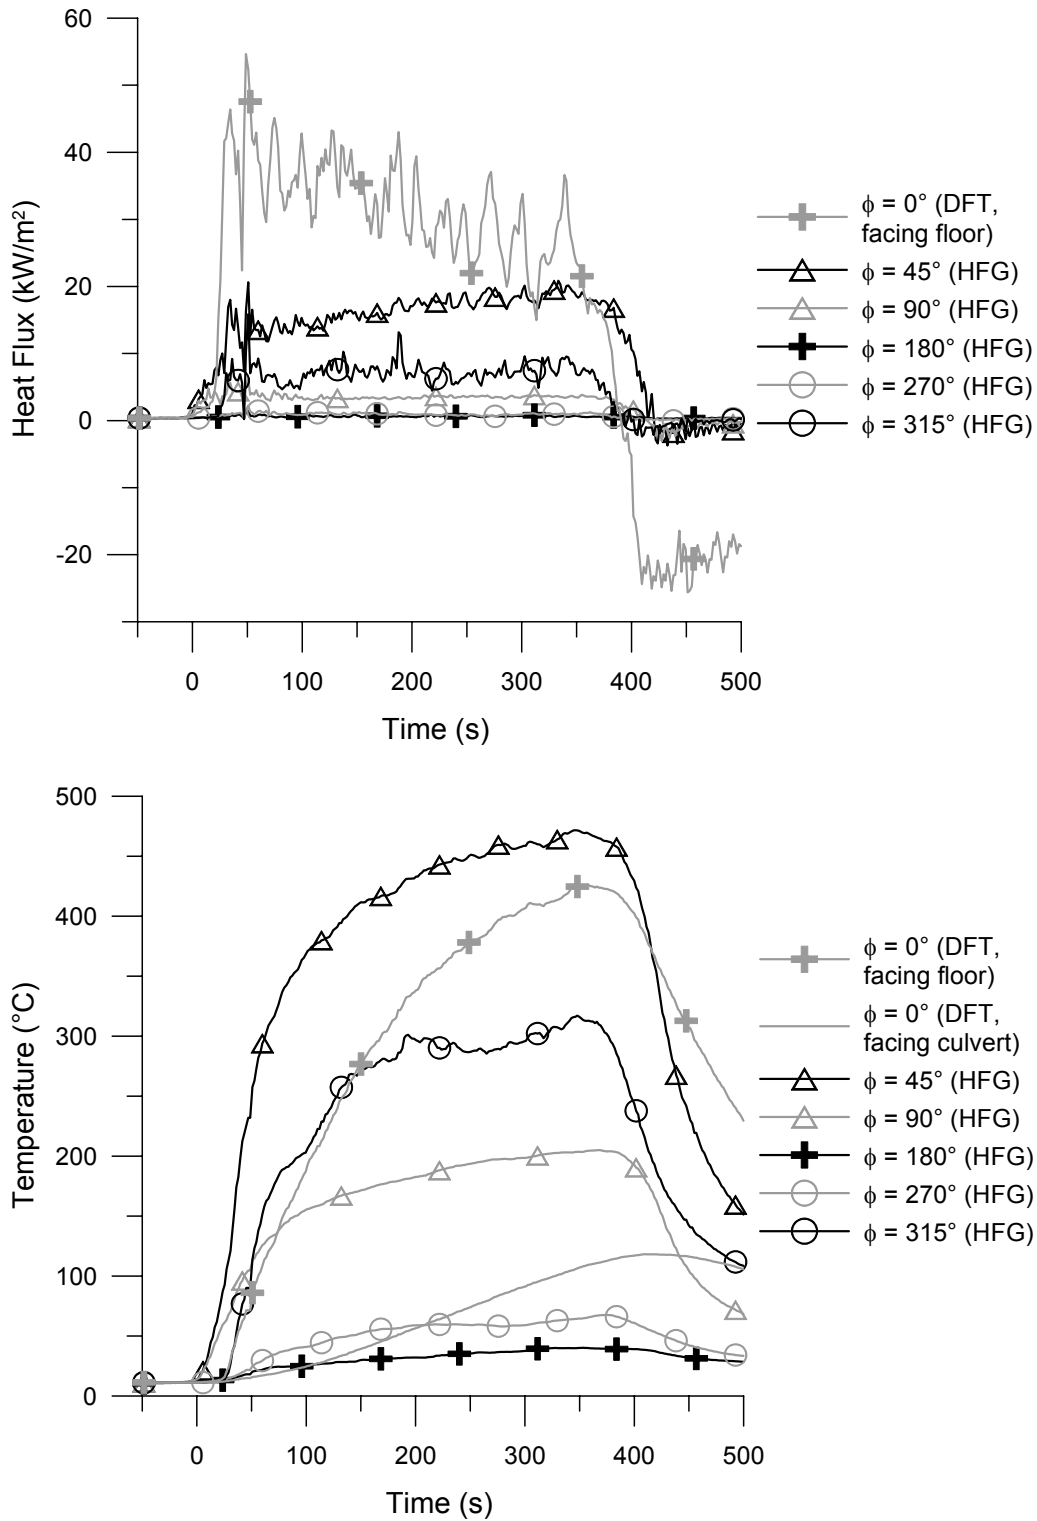 60
40
20
0
-20
Heat Flux (kW/m²)
0 100 200 300 400 500
Time (s)
ϕ = 0° (DFT,
facing floor)
ϕ = 45° (HFG)
ϕ = 90° (HFG)
ϕ = 180° (HFG)
ϕ = 270° (HFG)
ϕ = 315° (HFG)
500
400
300
200
100
0
Temperature (°C)
0 100 200 300 400 500
Time (s)
ϕ = 0° (DFT,
facing floor)
ϕ = 0° (DFT,
facing culvert)
ϕ = 45° (HFG)
ϕ = 90° (HFG)
ϕ = 180° (HFG)
ϕ = 270° (HFG)
ϕ = 315° (HFG)